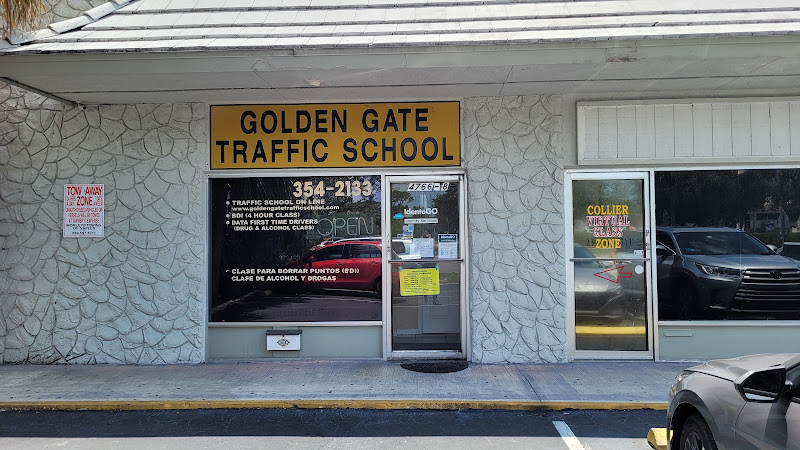 GOLDEN GATE
TRAFFIC SCHOOL
TOW AWAY
ZONE
354-2133
TRAFFIC SCHOOL ON LINE
www.goldengatetrafficschool.com
BDI (4 HOUR CLASS)
DATA FIRST TIME DRIVERS
(DRUG & ALCOHOL CLASS)
OPEN
CLASE PARA BORRAR PUNTOS (BDI)
CLASE DE ALCOHOL Y DROGAS
4766-B
IdentoGO
COLLIER
VIRTUAL
CLASS
ZONE